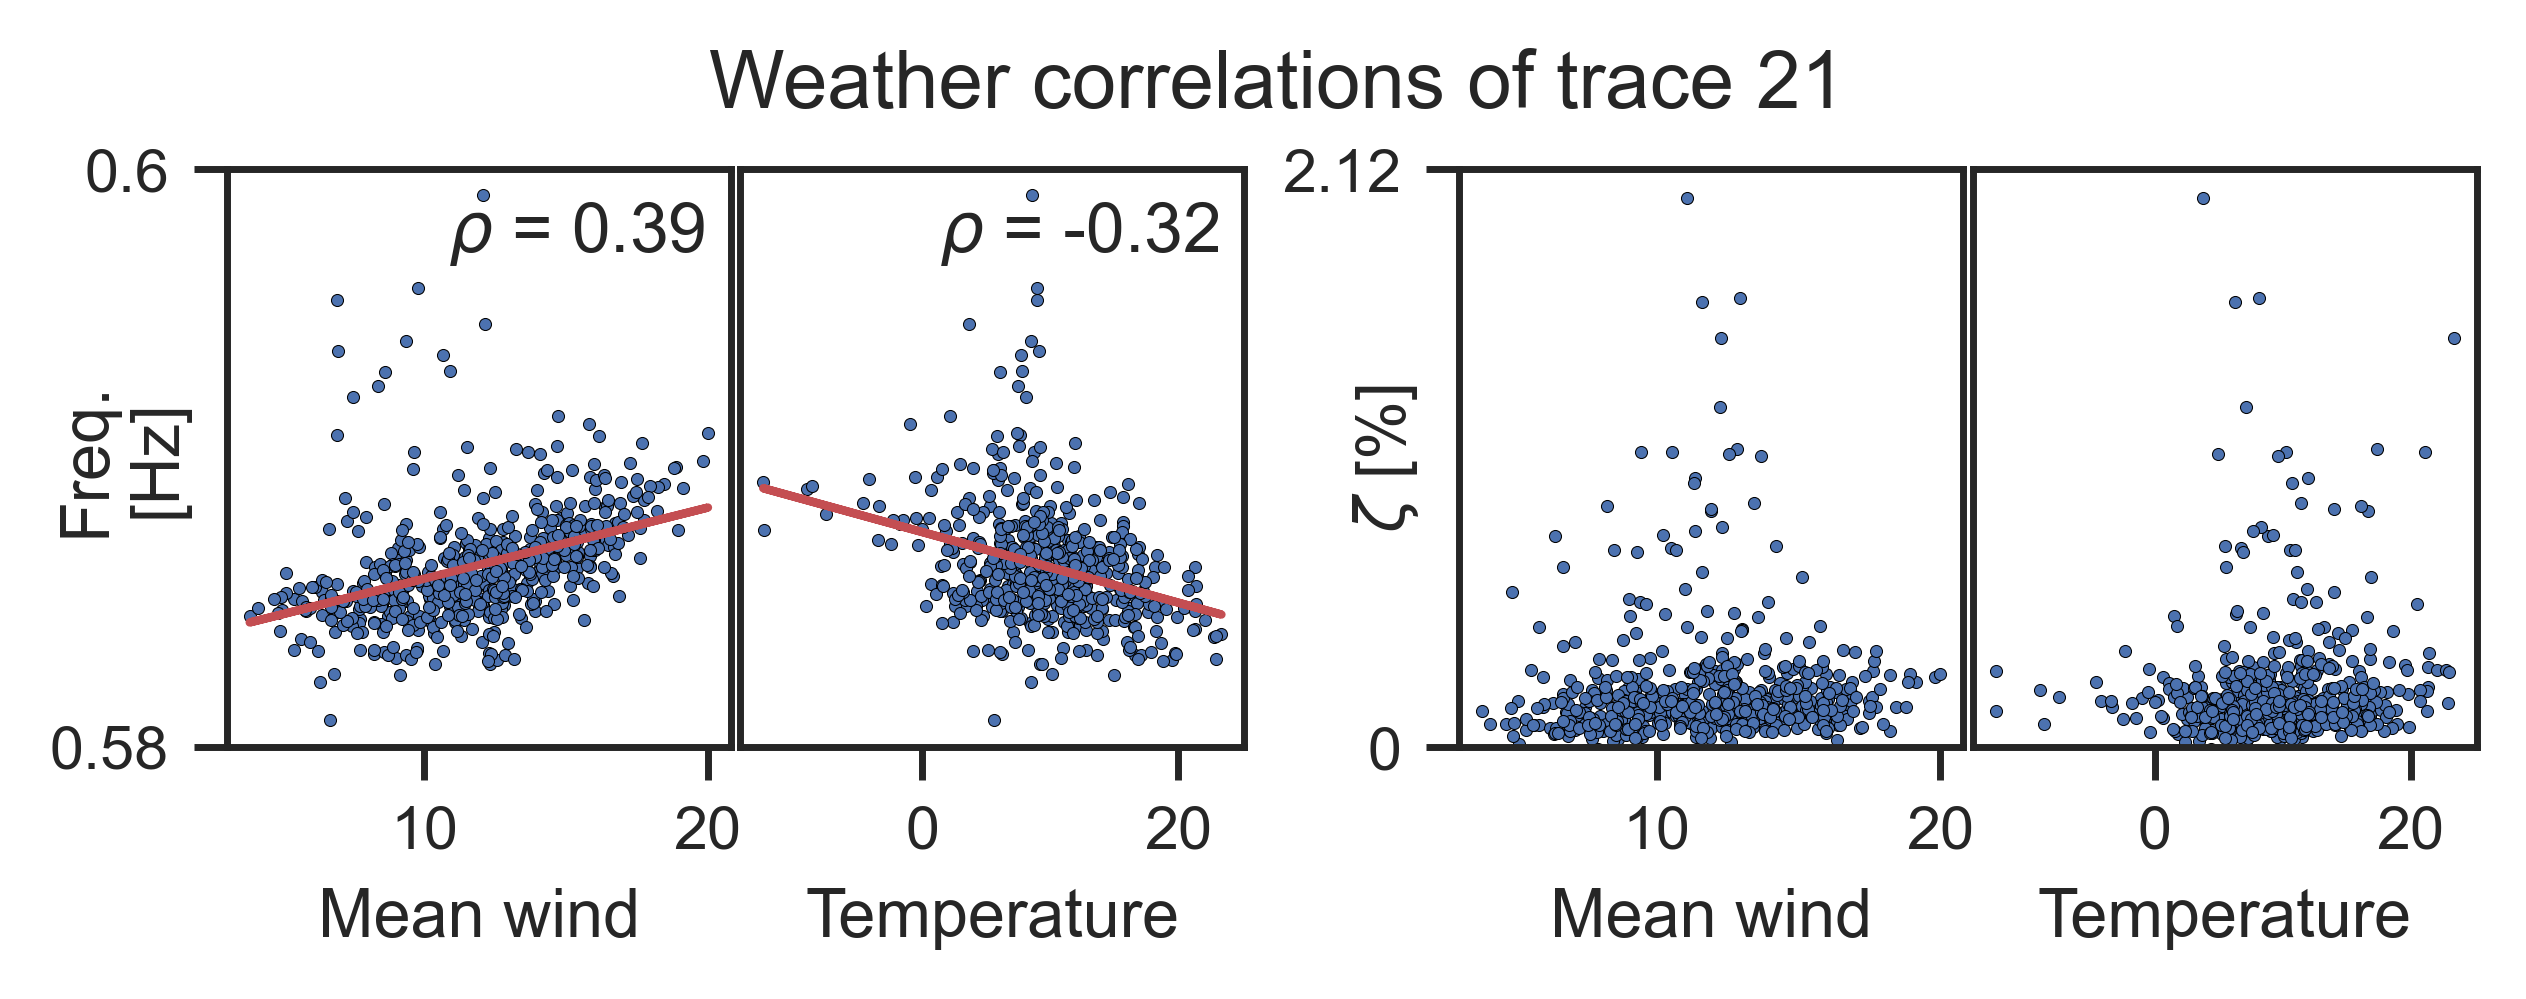 Weather correlations of trace 21
0.6
0.58
Freq.
[Hz]
ρ = 0.39
10
20
Mean wind
ρ = -0.32
0
20
Temperature
2.12
0
ζ [%]
10
20
Mean wind
0
20
Temperature